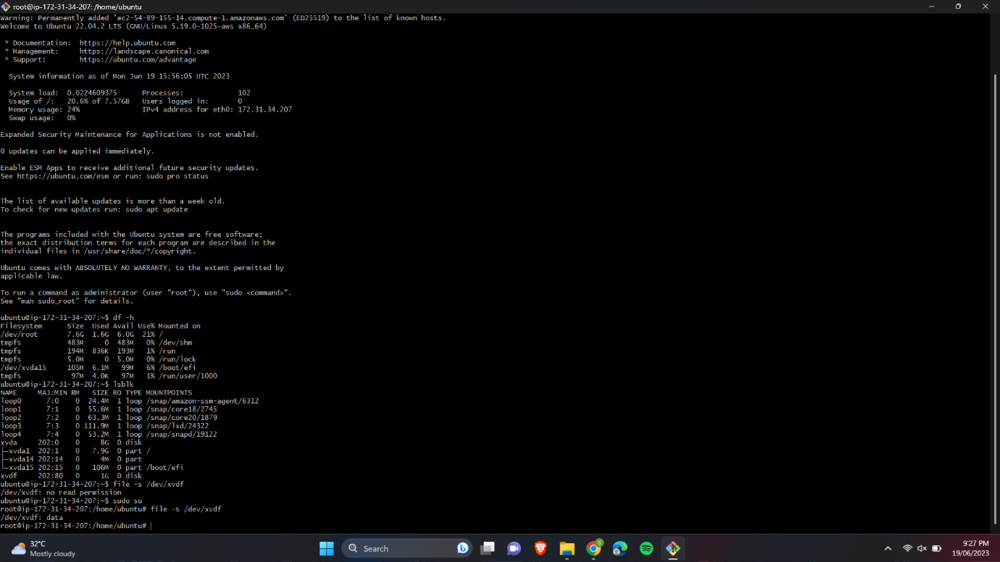 root@ip-172-31-34-207: /home/ubuntu
Warning: Permanently added 'ec2-54-89-155-14.compute-1.amazonaws.com' (ED25519) to the list of known hosts.
Welcome to Ubuntu 22.04.2 LTS (GNU/Linux 5.19.0-1025-aws x86_64)
* Documentation:  https://help.ubuntu.com
* Management:     https://landscape.canonical.com
* Support:        https://ubuntu.com/advantage
System information as of Mon Jun 19 15:56:05 UTC 2023
System load:  0.0224609375      Processes:             102
Usage of /:   20.6% of 7.57GB   Users logged in:       0
Memory usage: 24%               IPv4 address for eth0: 172.31.34.207
Swap usage:   0%
Expanded Security Maintenance for Applications is not enabled.
0 updates can be applied immediately.
Enable ESM Apps to receive additional future security updates.
See https://ubuntu.com/esm or run: sudo pro status
The list of available updates is more than a week old.
To check for new updates run: sudo apt update
The programs included with the Ubuntu system are free software;
the exact distribution terms for each program are described in the
individual files in /usr/share/doc/*/copyright.
Ubuntu comes with ABSOLUTELY NO WARRANTY, to the extent permitted by
applicable law.
To run a command as administrator (user "root"), use "sudo <command>".
See "man sudo_root" for details.
ubuntu@ip-172-31-34-207:~$ df -h
Filesystem      Size  Used Avail Use% Mounted on
/dev/root       7.6G  1.6G  6.0G  21% /
tmpfs           483M     0  483M   0% /dev/shm
tmpfs           194M  836K  193M   1% /run
tmpfs           5.0M     0  5.0M   0% /run/lock
/dev/xvda15     105M  6.1M   99M   6% /boot/efi
tmpfs            97M  4.0K   97M   1% /run/user/1000
ubuntu@ip-172-31-34-207:~$ lsblk
NAME     MAJ:MIN RM   SIZE RO TYPE MOUNTPOINTS
loop0      7:0    0  24.4M  1 loop /snap/amazon-ssm-agent/6312
loop1      7:1    0  55.6M  1 loop /snap/core18/2745
loop2      7:2    0  63.3M  1 loop /snap/core20/1879
loop3      7:3    0 111.9M  1 loop /snap/lxd/24322
loop4      7:4    0  53.2M  1 loop /snap/snapd/19122
xvda     202:0    0     8G  0 disk
├─xvda1  202:1    0   7.9G  0 part /
├─xvda14 202:14   0     4M  0 part
└─xvda15 202:15   0   106M  0 part /boot/efi
xvdf     202:80   0     1G  0 disk
ubuntu@ip-172-31-34-207:~$ file -s /dev/xvdf
/dev/xvdf: no read permission
ubuntu@ip-172-31-34-207:~$ sudo su
root@ip-172-31-34-207:/home/ubuntu# file -s /dev/xvdf
/dev/xvdf: data
root@ip-172-31-34-207:/home/ubuntu#
32°C
Mostly cloudy
Search
9:27 PM
19/06/2023